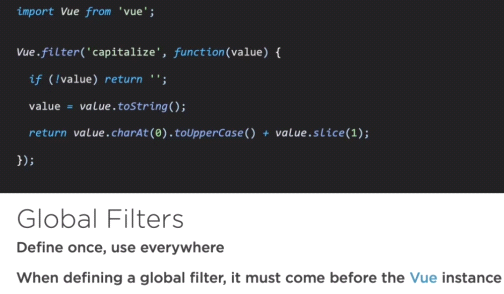 import Vue from 'vue';
Vue.filter('capitalize', function(value) {
if (!value) return '';
value = value.toString();
return value.charAt(0).toUpperCase() + value.slice(1);
});
Global Filters
Define once, use everywhere
When defining a global filter, it must come before the Vue instance